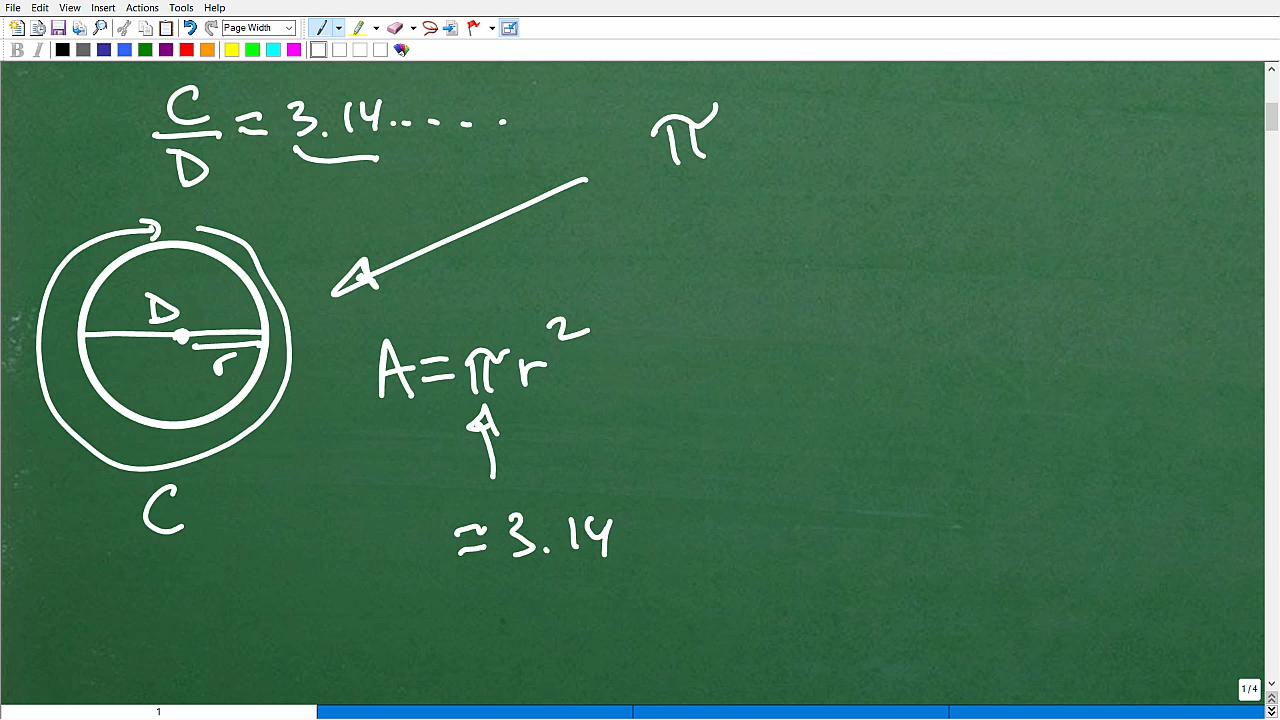 File Edit View Insert Actions Tools Help
Page Width
B I
C/D ≈ 3.14.....
π
D
r
A = πr²
C
≈ 3.14
1/4
1